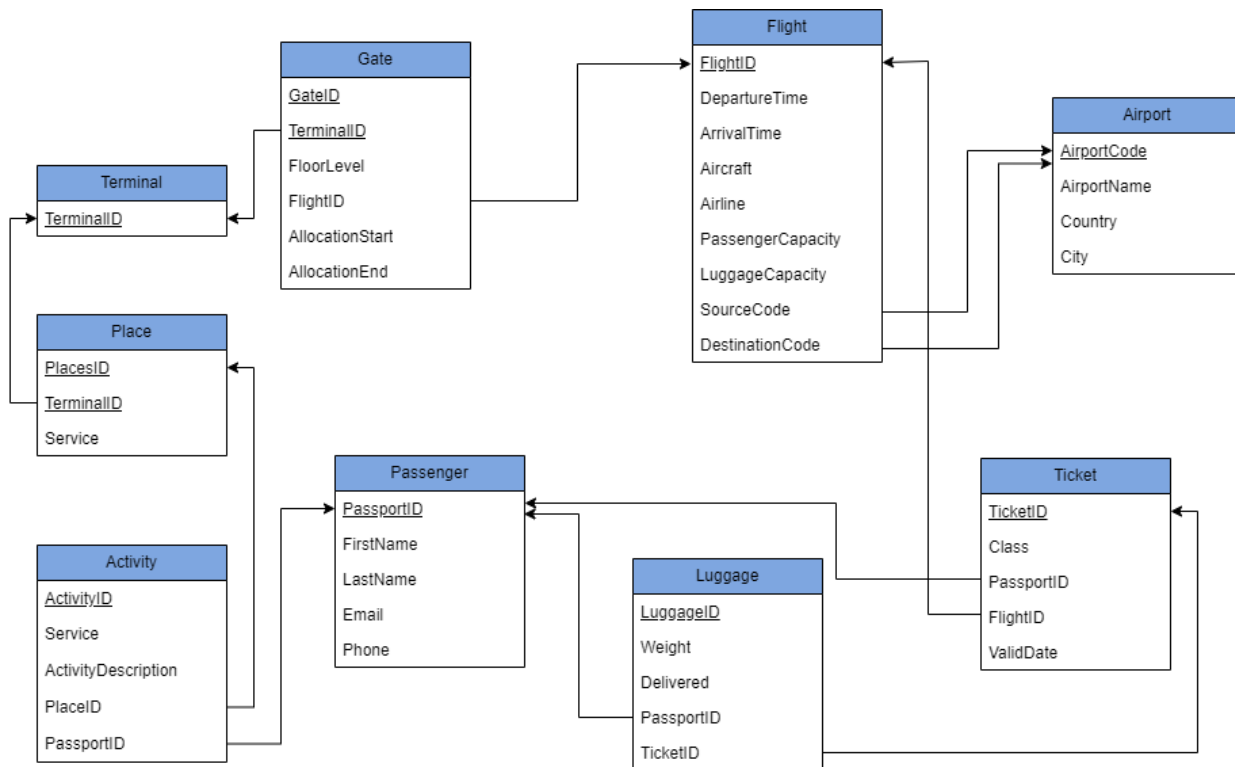 Flight
FlightID
DepartureTime
ArrivalTime
Aircraft
Airline
PassengerCapacity
LuggageCapacity
SourceCode
DestinationCode
Gate
GateID
TerminalID
FloorLevel
FlightID
AllocationStart
AllocationEnd
Airport
AirportCode
AirportName
Country
City
Terminal
TerminalID
Place
PlacesID
TerminalID
Service
Passenger
PassportID
FirstName
LastName
Email
Phone
Ticket
TicketID
Class
PassportID
FlightID
ValidDate
Activity
ActivityID
Service
ActivityDescription
PlaceID
PassportID
Luggage
LuggageID
Weight
Delivered
PassportID
TicketID